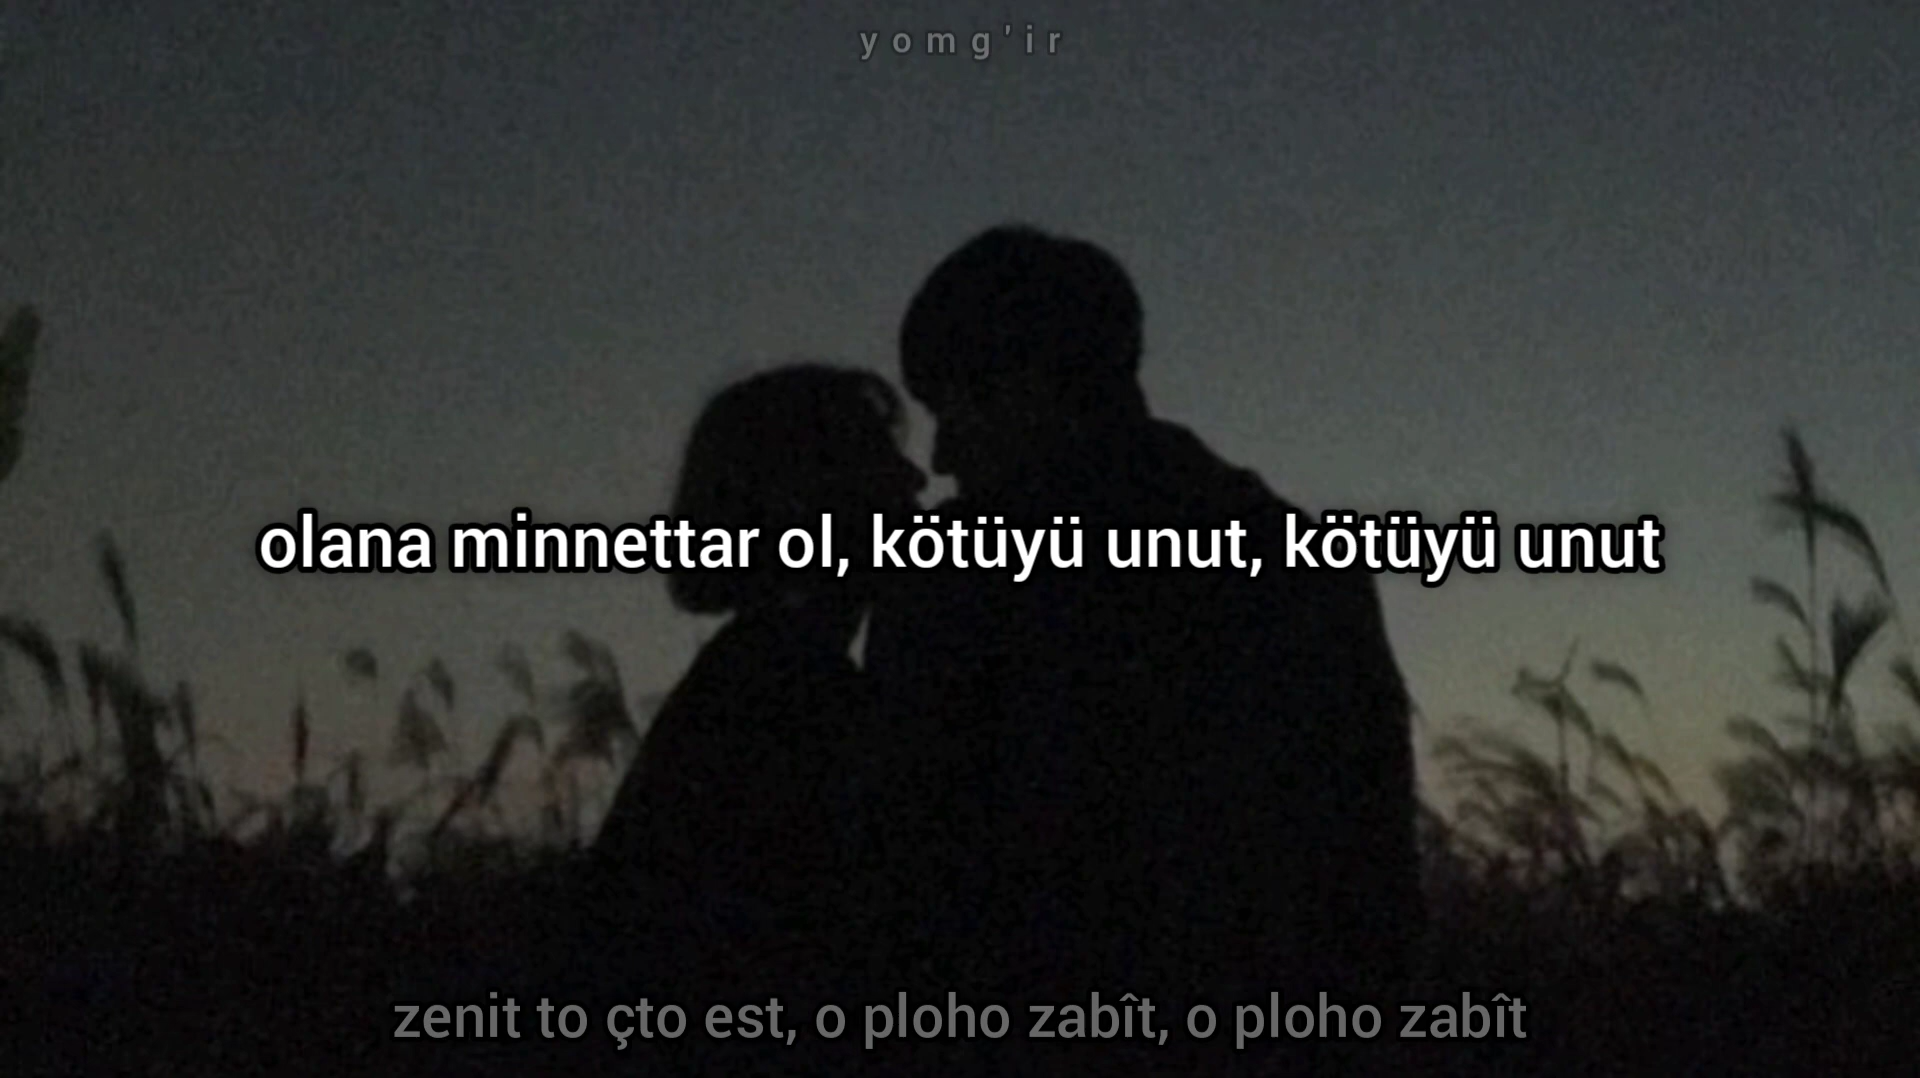 yomg'ir
olana minnettar ol, kötüyü unut, kötüyü unut
zenit to çto est, o ploho zabît, o ploho zabît